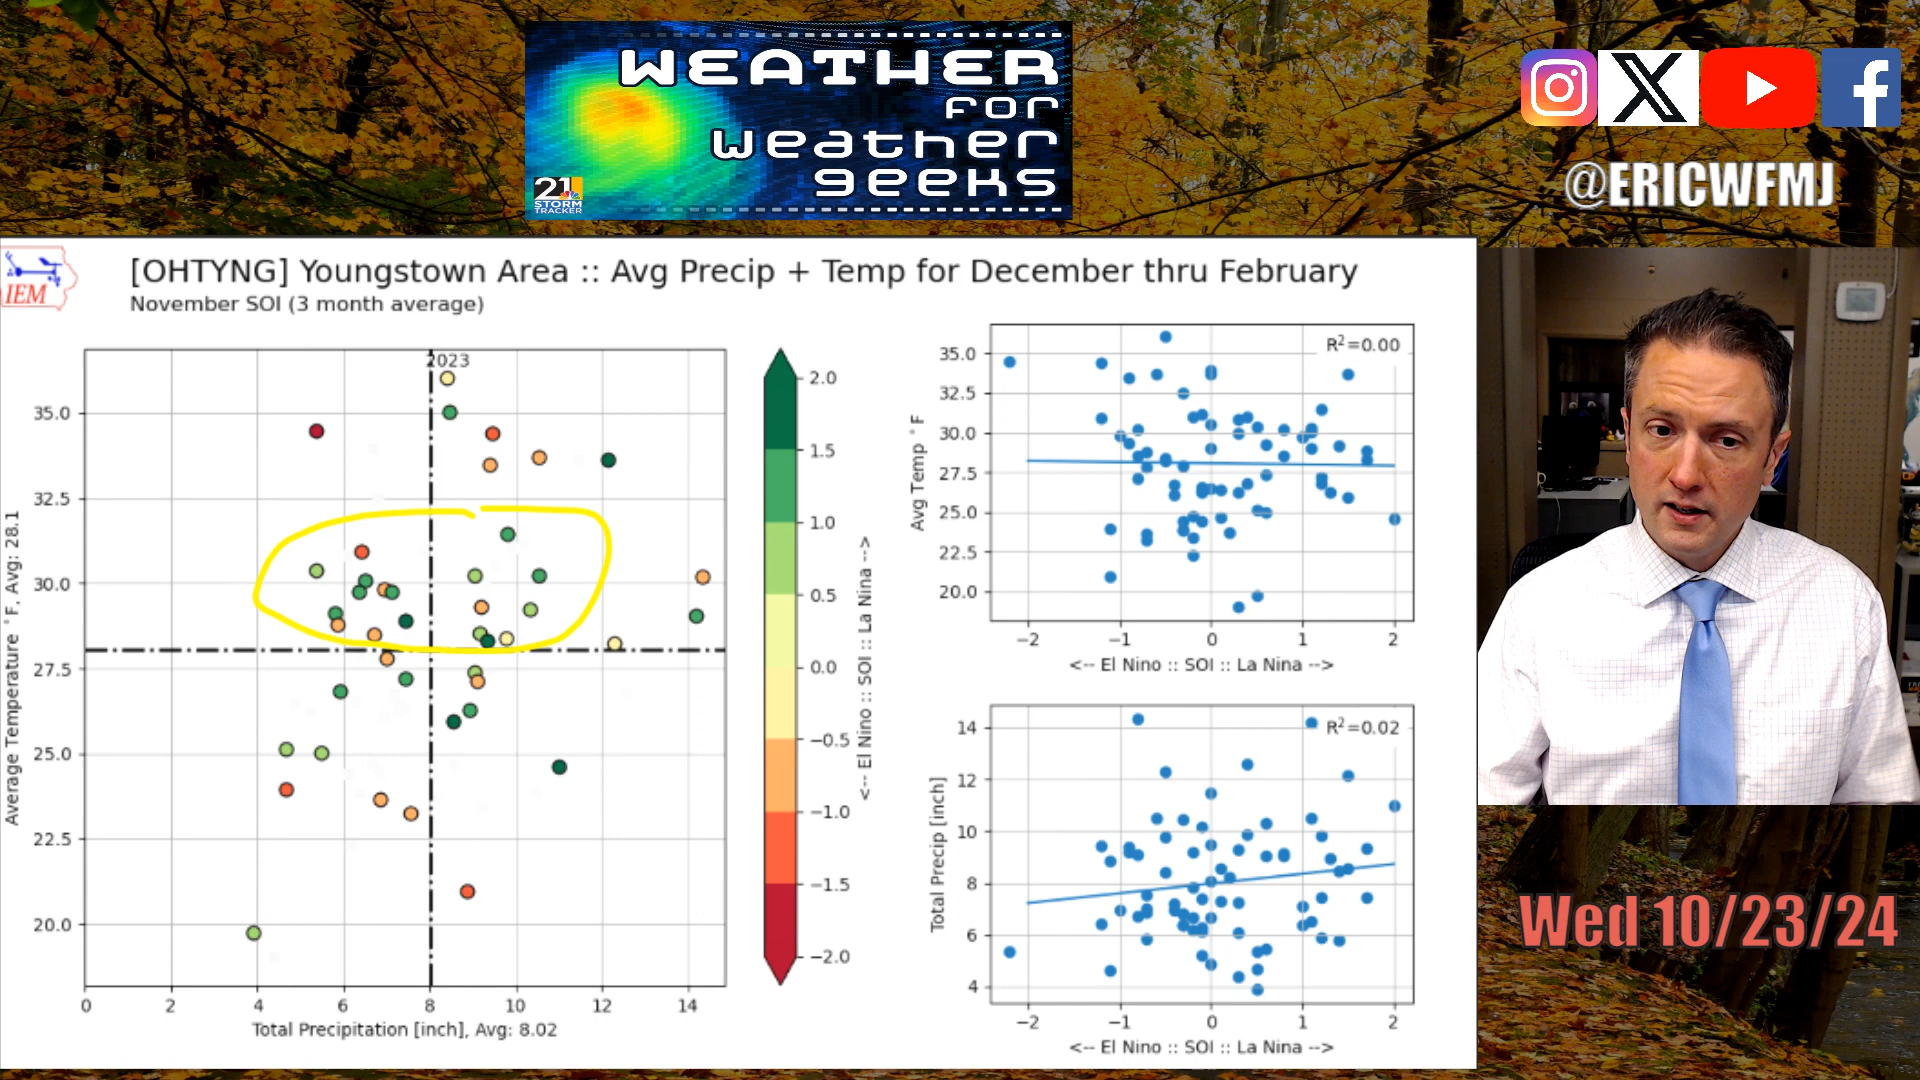 WEATHER
FOR
weather
geeks
21
STORM
TRACKER
@ERICWFMJ
IEM
[OHTYNG] Youngstown Area :: Avg Precip + Temp for December thru February
November SOI (3 month average)
2023
35.0
32.5
30.0
27.5
25.0
22.5
20.0
Average Temperature °F, Avg: 28.1
0 2 4 6 8 10 12 14
Total Precipitation [inch], Avg: 8.02
2.0
1.5
1.0
0.5
0.0
−0.5
−1.0
−1.5
−2.0
<-- El Nino :: SOI :: La Nina -->
R²=0.00
35.0
32.5
30.0
27.5
25.0
22.5
20.0
Avg Temp °F
−2 −1 0 1 2
<-- El Nino :: SOI :: La Nina -->
R²=0.02
14
12
10
8
6
4
Total Precip [inch]
−2 −1 0 1 2
<-- El Nino :: SOI :: La Nina -->
Wed 10/23/24